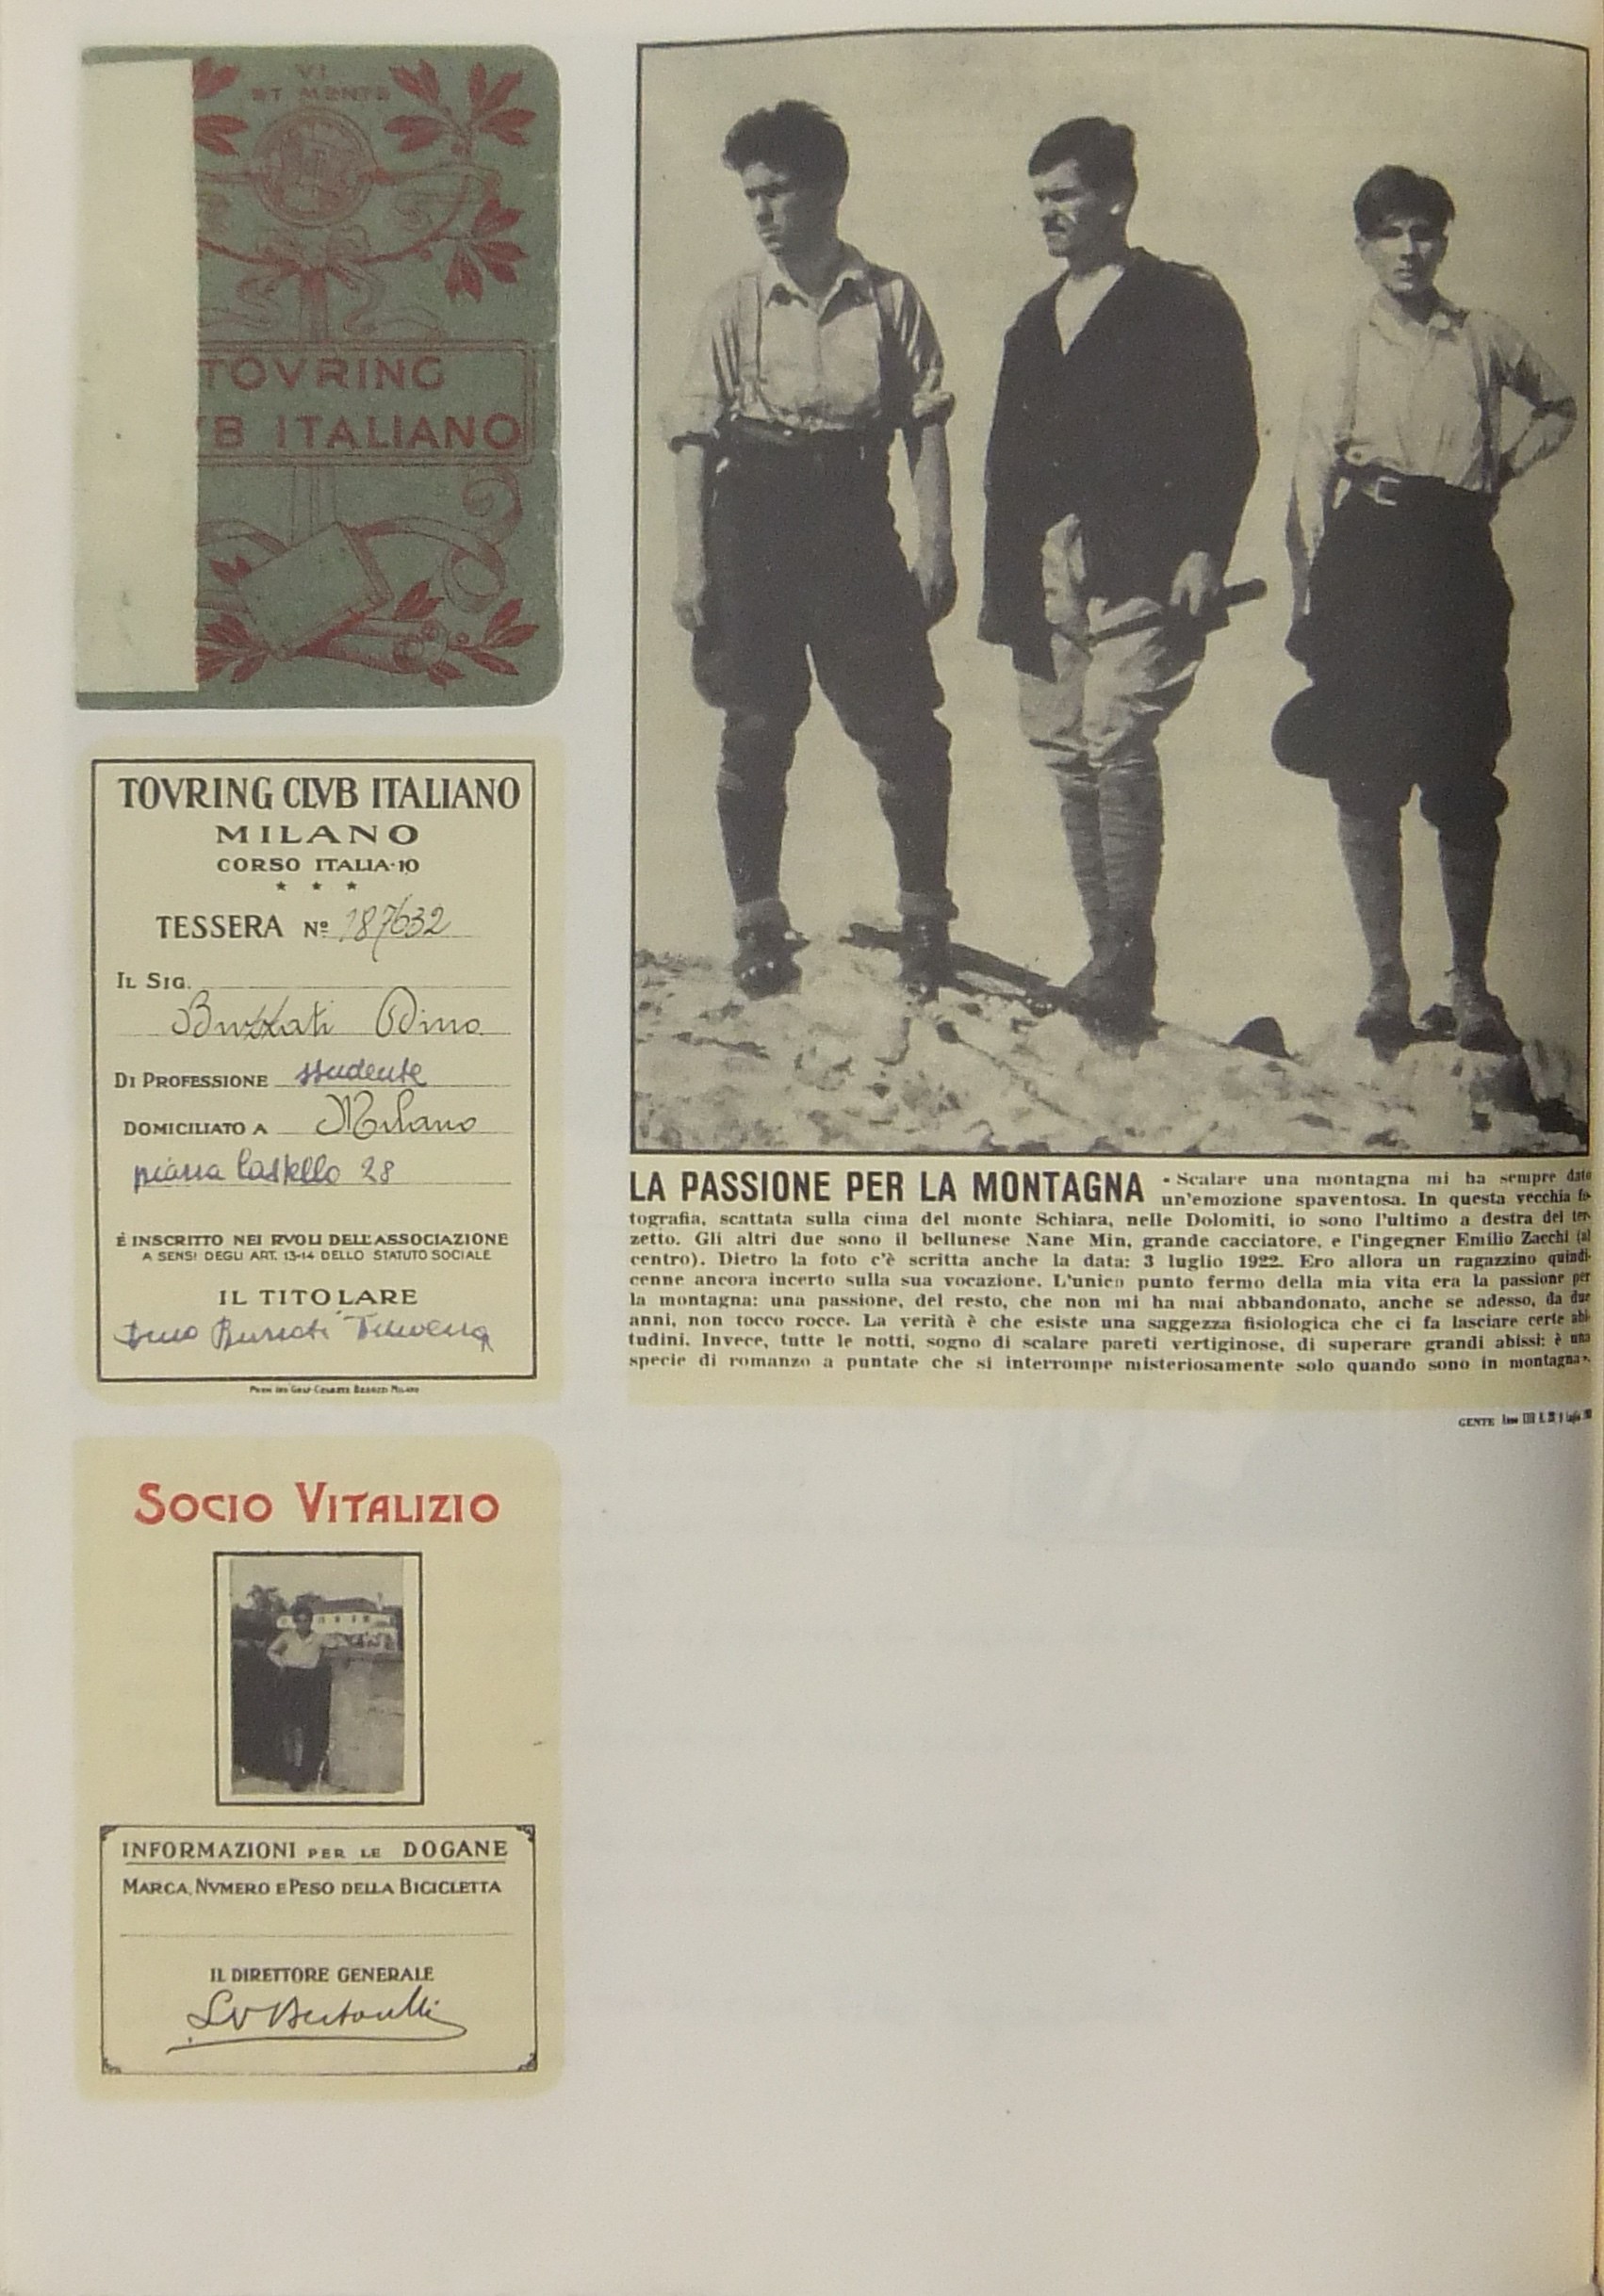 VI
ET MENTE
TOVRING
VB ITALIANO
TOVRING CLVB ITALIANO
MILANO
CORSO ITALIA·10
TESSERA Nº 187632
IL SIG.
Buzzati Dino
DI PROFESSIONE studente
DOMICILIATO A Milano
piazza Castello 28
É INSCRITTO NEI RVOLI DELL'ASSOCIAZIONE
A SENSI DEGLI ART. 13-14 DELLO STATUTO SOCIALE
IL TITOLARE
Dino Buzzati Traverso
SOCIO VITALIZIO
INFORMAZIONI PER LE DOGANE
MARCA, NVMERO E PESO DELLA BICICLETTA
IL DIRETTORE GENERALE
LV Bertarelli
LA PASSIONE PER LA MONTAGNA «Scalare una montagna mi ha sempre dato
un'emozione spaventosa. In questa vecchia fo-
tografia, scattata sulla cima del monte Schiara, nelle Dolomiti, io sono l'ultimo a destra del ter-
zetto. Gli altri due sono il bellunese Nane Min, grande cacciatore, e l'ingegner Emilio Zacchi (al
centro). Dietro la foto c'è scritta anche la data: 3 luglio 1922. Ero allora un ragazzino quindi-
cenne ancora incerto sulla sua vocazione. L'unico punto fermo della mia vita era la passione per
la montagna: una passione, del resto, che non mi ha mai abbandonato, anche se adesso, da due
anni, non tocco rocce. La verità è che esiste una saggezza fisiologica che ci fa lasciare certe abi-
tudini. Invece, tutte le notti, sogno di scalare pareti vertiginose, di superare grandi abissi: è una
specie di romanzo a puntate che si interrompe misteriosamente solo quando sono in montagna».
GENTE Anno